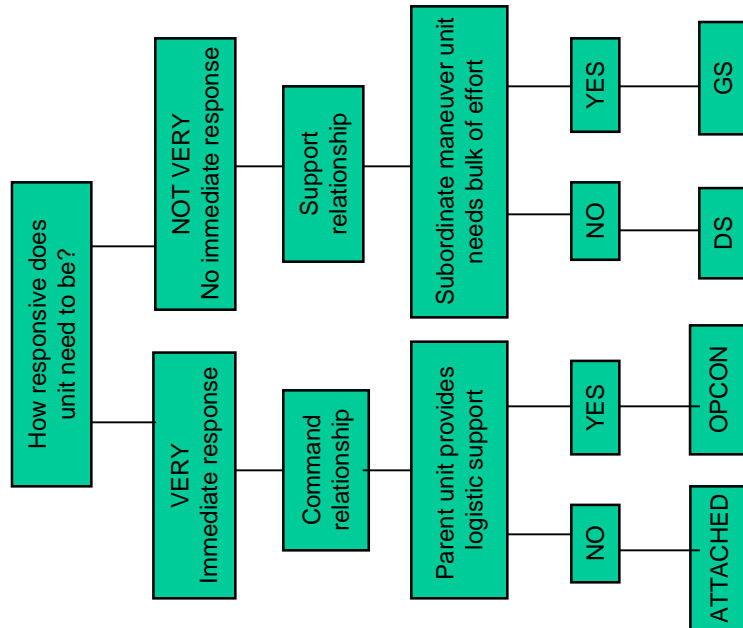 How responsive does
unit need to be?
VERY
Immediate response
NOT VERY
No immediate response
Command
relationship
Support
relationship
Parent unit provides
logistic support
Subordinate maneuver unit
needs bulk of effort
NO
YES
NO
YES
ATTACHED
OPCON
DS
GS